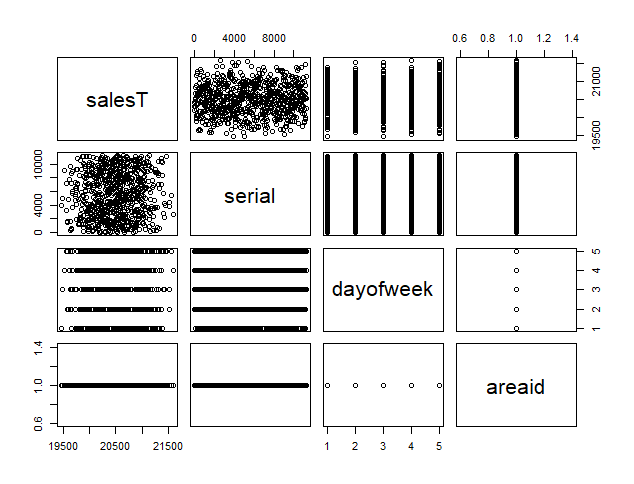 0 4000 8000 0.6 0.8 1.0 1.2 1.4
salesT
19500 21000
0 4000 10000
serial
dayofweek
1 2 3 4 5
0.6 1.0 1.4
areaid
19500 20500 21500 1 2 3 4 5